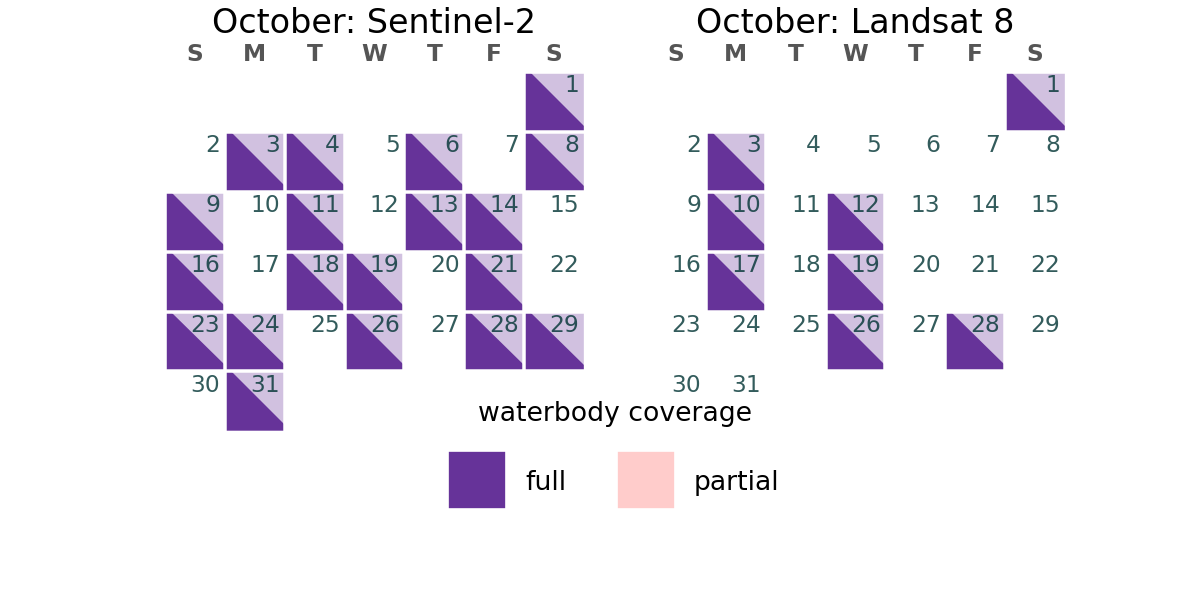 October: Sentinel-2
S M T W T F S
1
2 3 4 5 6 7 8
9 10 11 12 13 14 15
16 17 18 19 20 21 22
23 24 25 26 27 28 29
30 31
October: Landsat 8
S M T W T F S
1
2 3 4 5 6 7 8
9 10 11 12 13 14 15
16 17 18 19 20 21 22
23 24 25 26 27 28 29
30 31
waterbody coverage
full partial